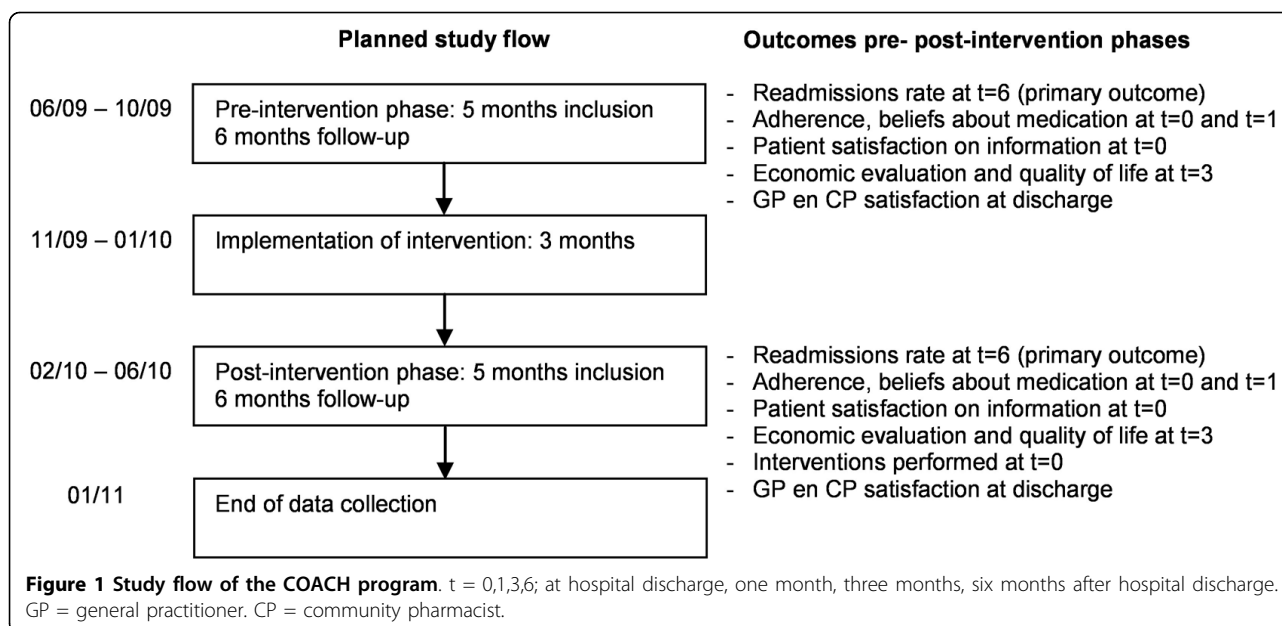 Planned study flow
Outcomes pre- post-intervention phases
06/09 – 10/09
Pre-intervention phase: 5 months inclusion
6 months follow-up
- Readmissions rate at t=6 (primary outcome)
- Adherence, beliefs about medication at t=0 and t=1
- Patient satisfaction on information at t=0
- Economic evaluation and quality of life at t=3
- GP en CP satisfaction at discharge
11/09 – 01/10
Implementation of intervention: 3 months
02/10 – 06/10
Post-intervention phase: 5 months inclusion
6 months follow-up
- Readmissions rate at t=6 (primary outcome)
- Adherence, beliefs about medication at t=0 and t=1
- Patient satisfaction on information at t=0
- Economic evaluation and quality of life at t=3
- Interventions performed at t=0
- GP en CP satisfaction at discharge
01/11
End of data collection
Figure 1 Study flow of the COACH program. t = 0,1,3,6; at hospital discharge, one month, three months, six months after hospital discharge.
GP = general practitioner. CP = community pharmacist.